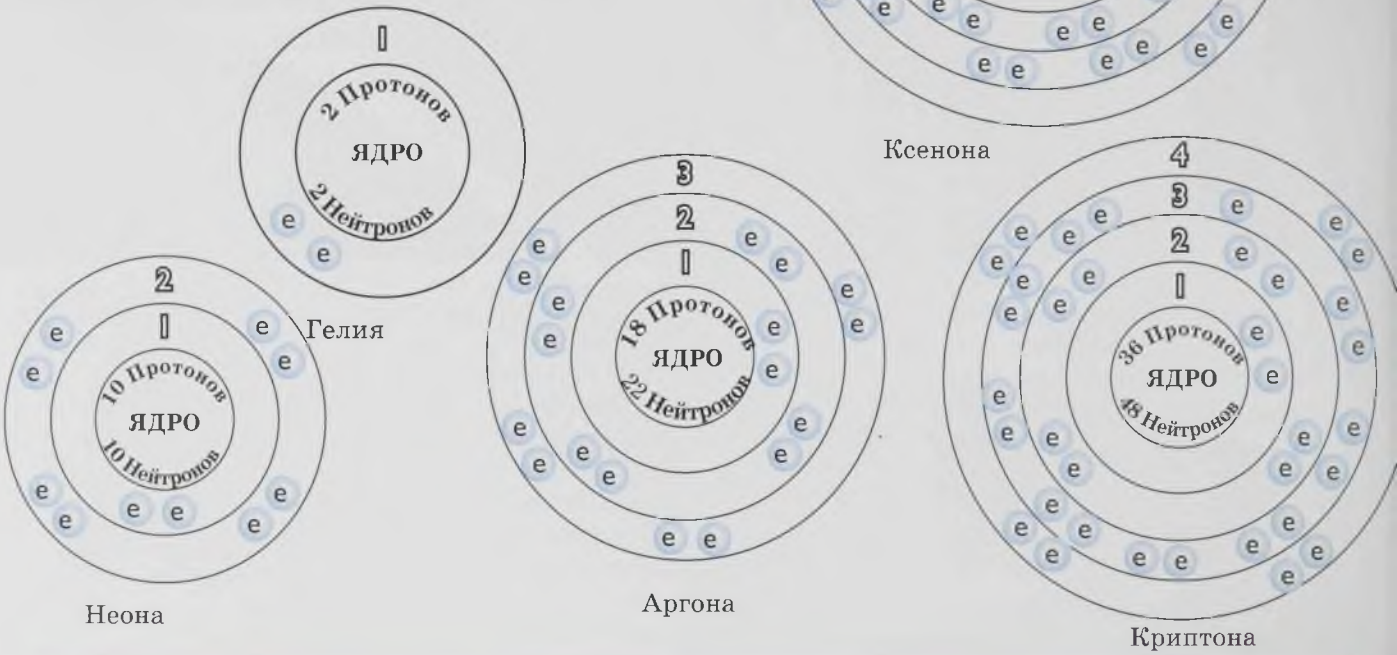 e e e e e e e e e e e e
Ксенона
1
2 Протонов
ЯДРО
2 Нейтронов
e e
Гелия
2
1
10 Протонов
ЯДРО
10 Нейтронов
e e e e e e e e e e
Неона
3
2
1
18 Протонов
ЯДРО
22 Нейтронов
e e e e e e e e e e e e e e e e e e
Аргона
4
3
2
1
36 Протонов
ЯДРО
48 Нейтронов
e e e e e e e e e e e e e e e e e e e e e e e e e e e e e e e e e e e e
Криптона